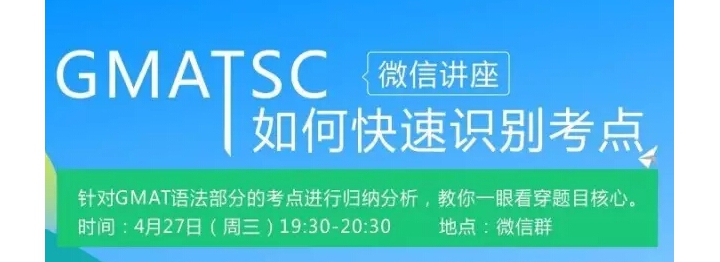 GMATSC
微信讲座
如何快速识别考点
针对GMAT语法部分的考点进行归纳分析，教你一眼看穿题目核心。
时间：4月27日（周三）19:30-20:30 地点：微信群